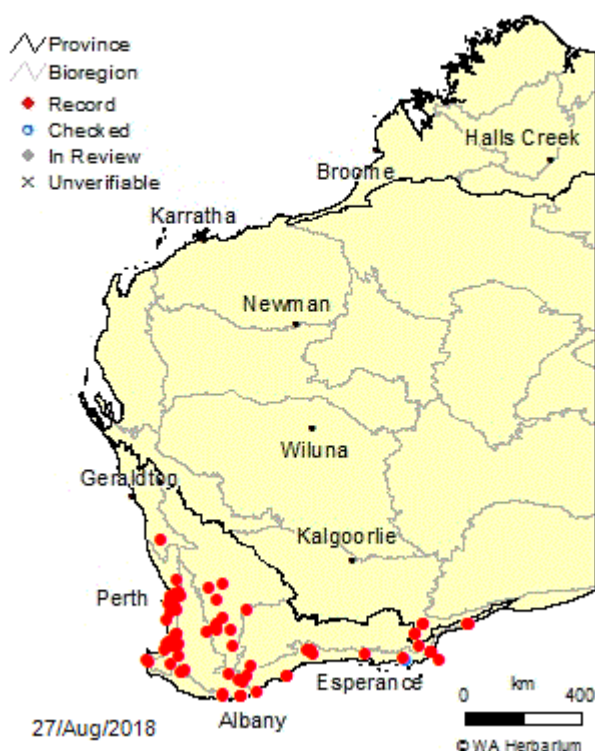 Province
Bioregion
Record
Checked
In Review
Unverifiable
Halls Creek
Broome
Karratha
Newman
Wiluna
Geraldton
Kalgoorlie
Perth
Esperance
Albany
km
0 400
27/Aug/2018
© WA Herbarium